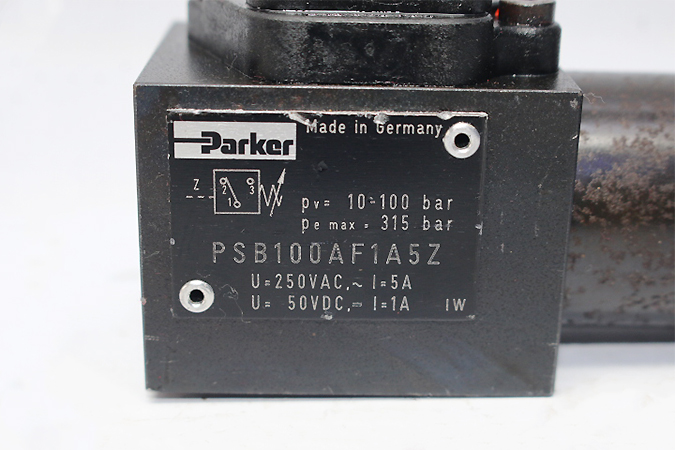 Parker
Made in Germany
Z
2 3
1
pv= 10-100 bar
pe max = 315 bar
PSB100AF1A5Z
U=250VAC,~ I=5A
U= 50VDC,⎓ I=1A IW